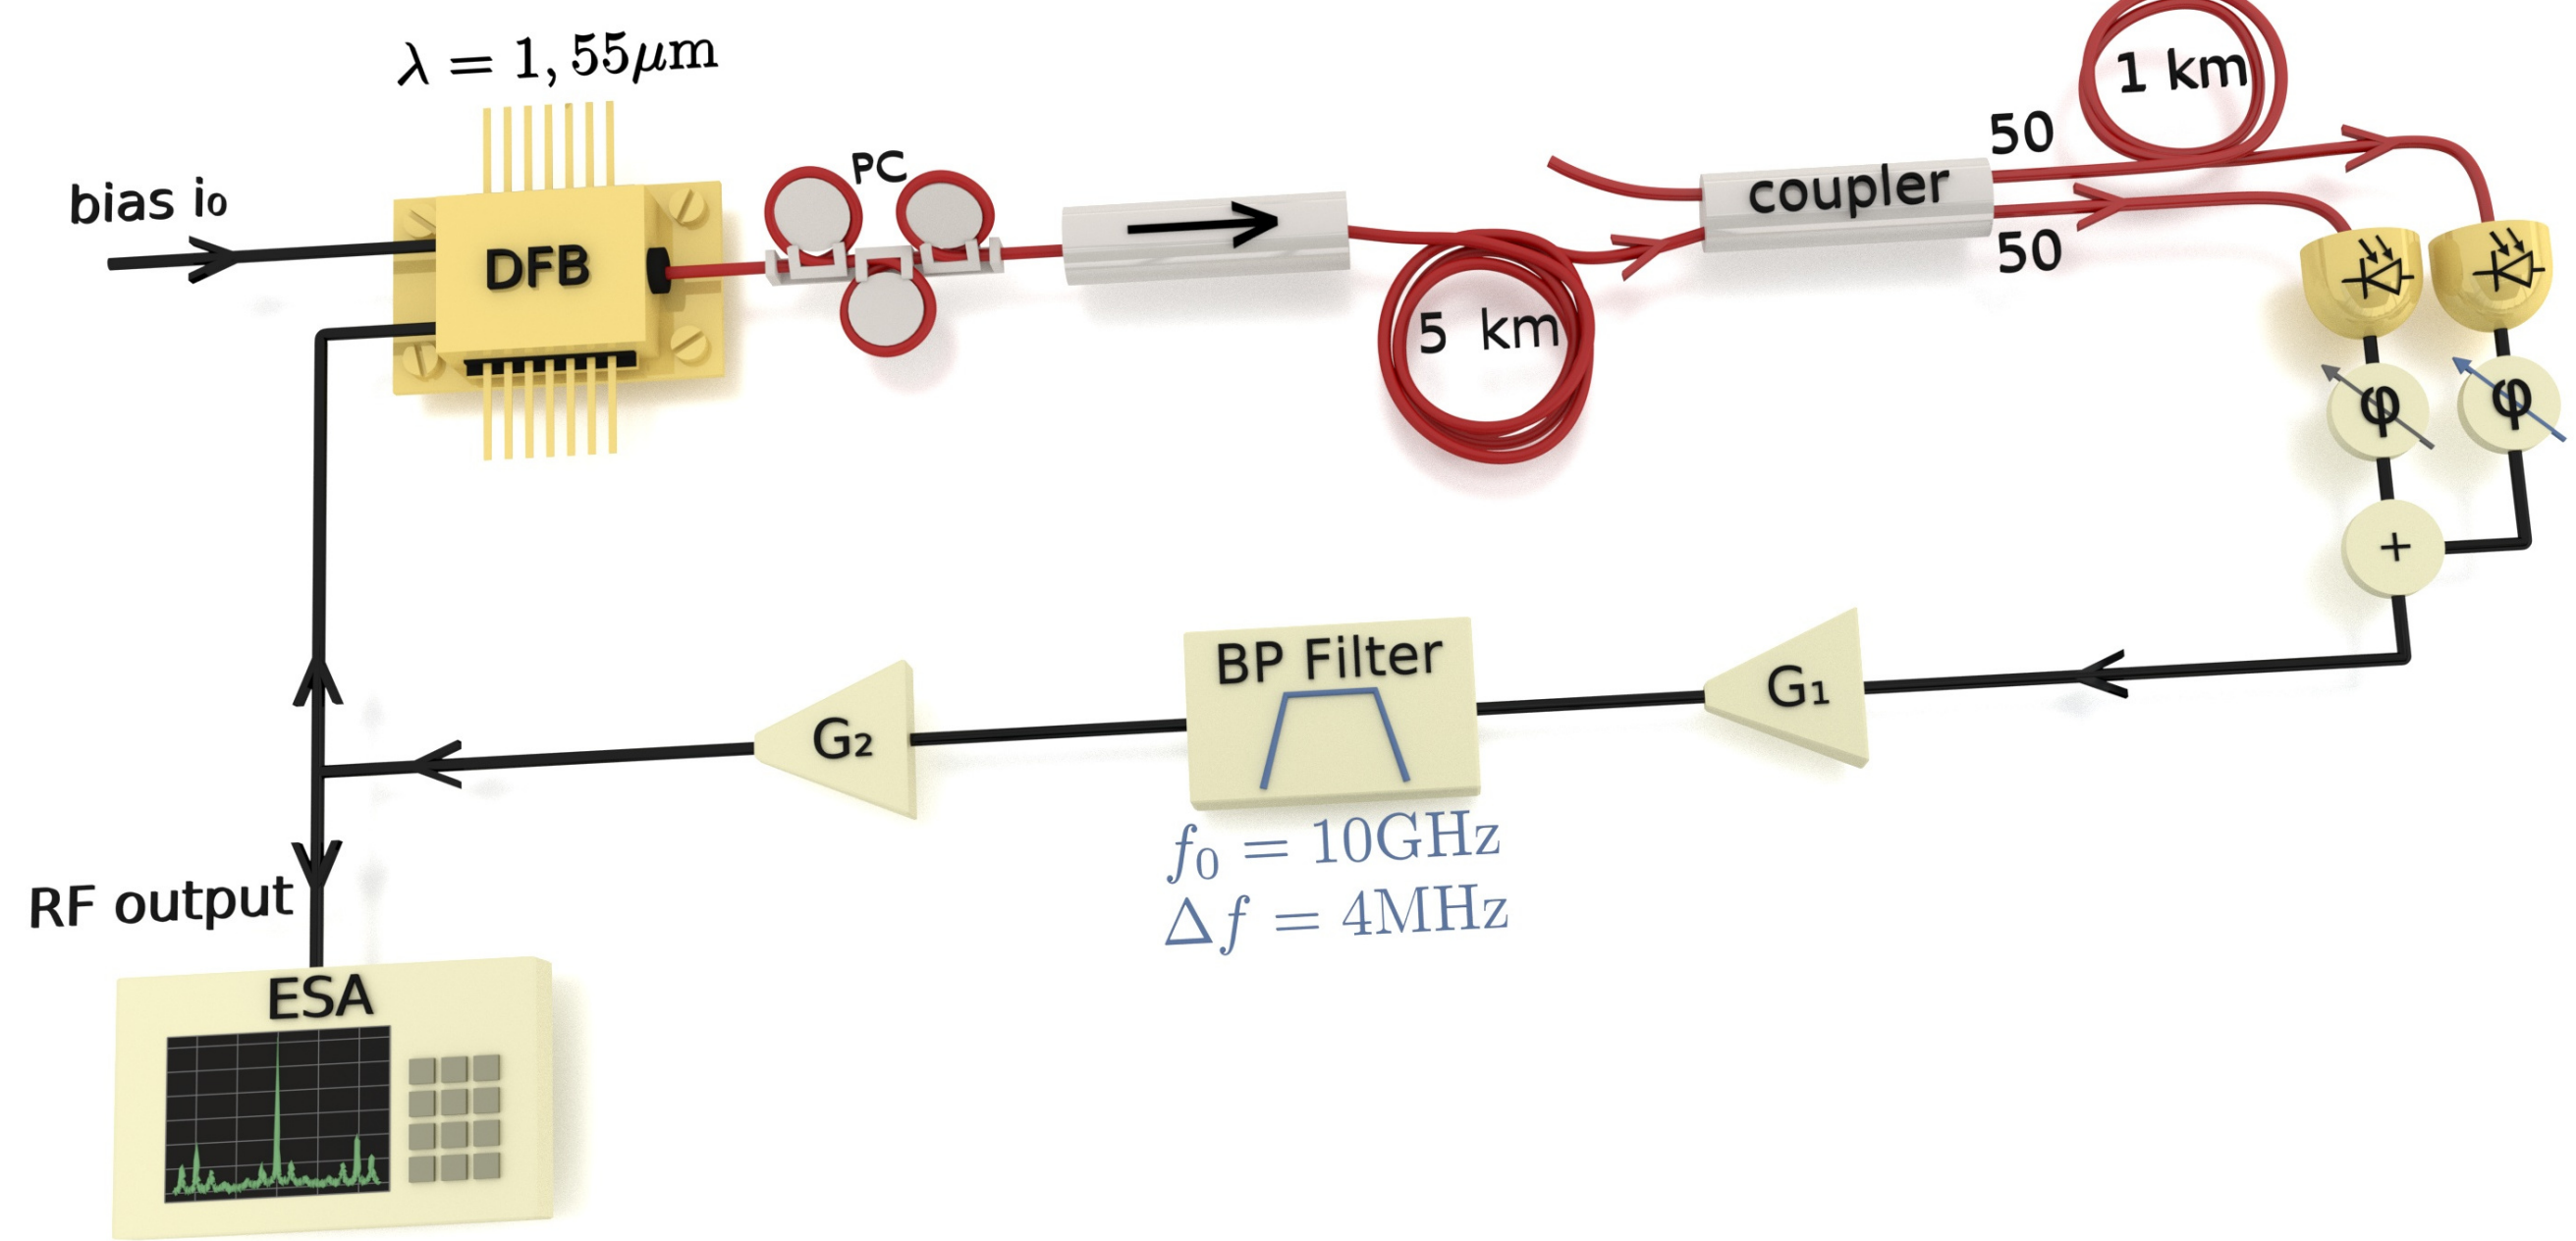 λ = 1, 55μm
bias i₀
DFB
PC
5 km
coupler
50
50
1 km
φ
φ
+
G₁
BP Filter
f₀ = 10GHz
Δf = 4MHz
G₂
RF output
ESA